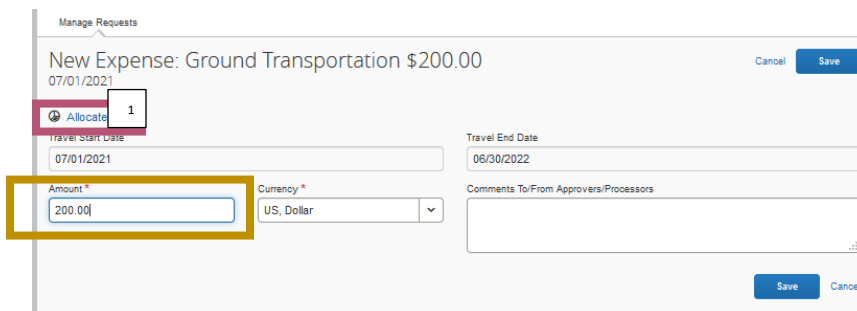 Manage Requests
New Expense: Ground Transportation $200.00
Cancel Save
07/01/2021
Allocate 1
Travel Start Date Travel End Date
07/01/2021 06/30/2022
Amount * Currency * Comments To/From Approvers/Processors
200.00 US, Dollar
Save Cance